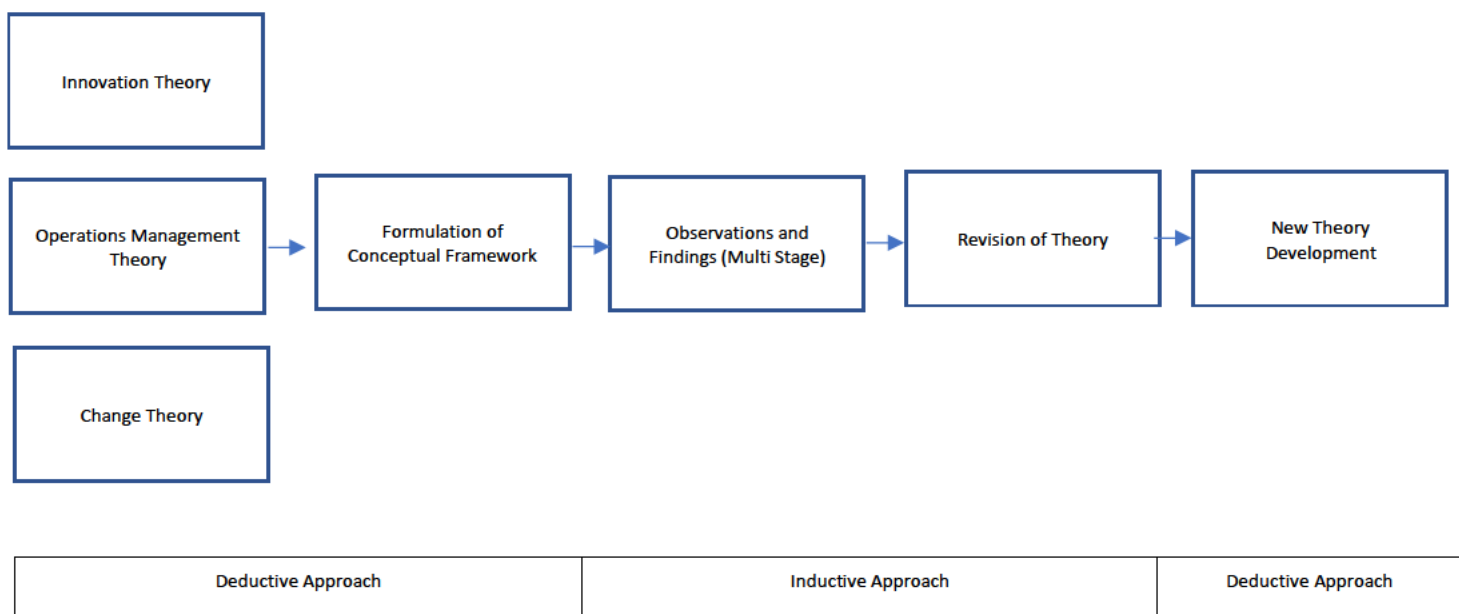 Innovation Theory
Operations Management
Theory
Formulation of
Conceptual Framework
Observations and
Findings (Multi Stage)
Revision of Theory
New Theory
Development
Change Theory
Deductive Approach
Inductive Approach
Deductive Approach